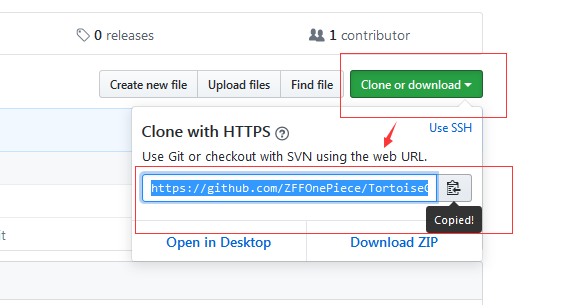 0 releases
1 contributor
Create new file
Upload files
Find file
Clone or download
Clone with HTTPS
Use SSH
Use Git or checkout with SVN using the web URL.
https://github.com/ZFFOnePiece/Tortoise
Copied!
Open in Desktop
Download ZIP